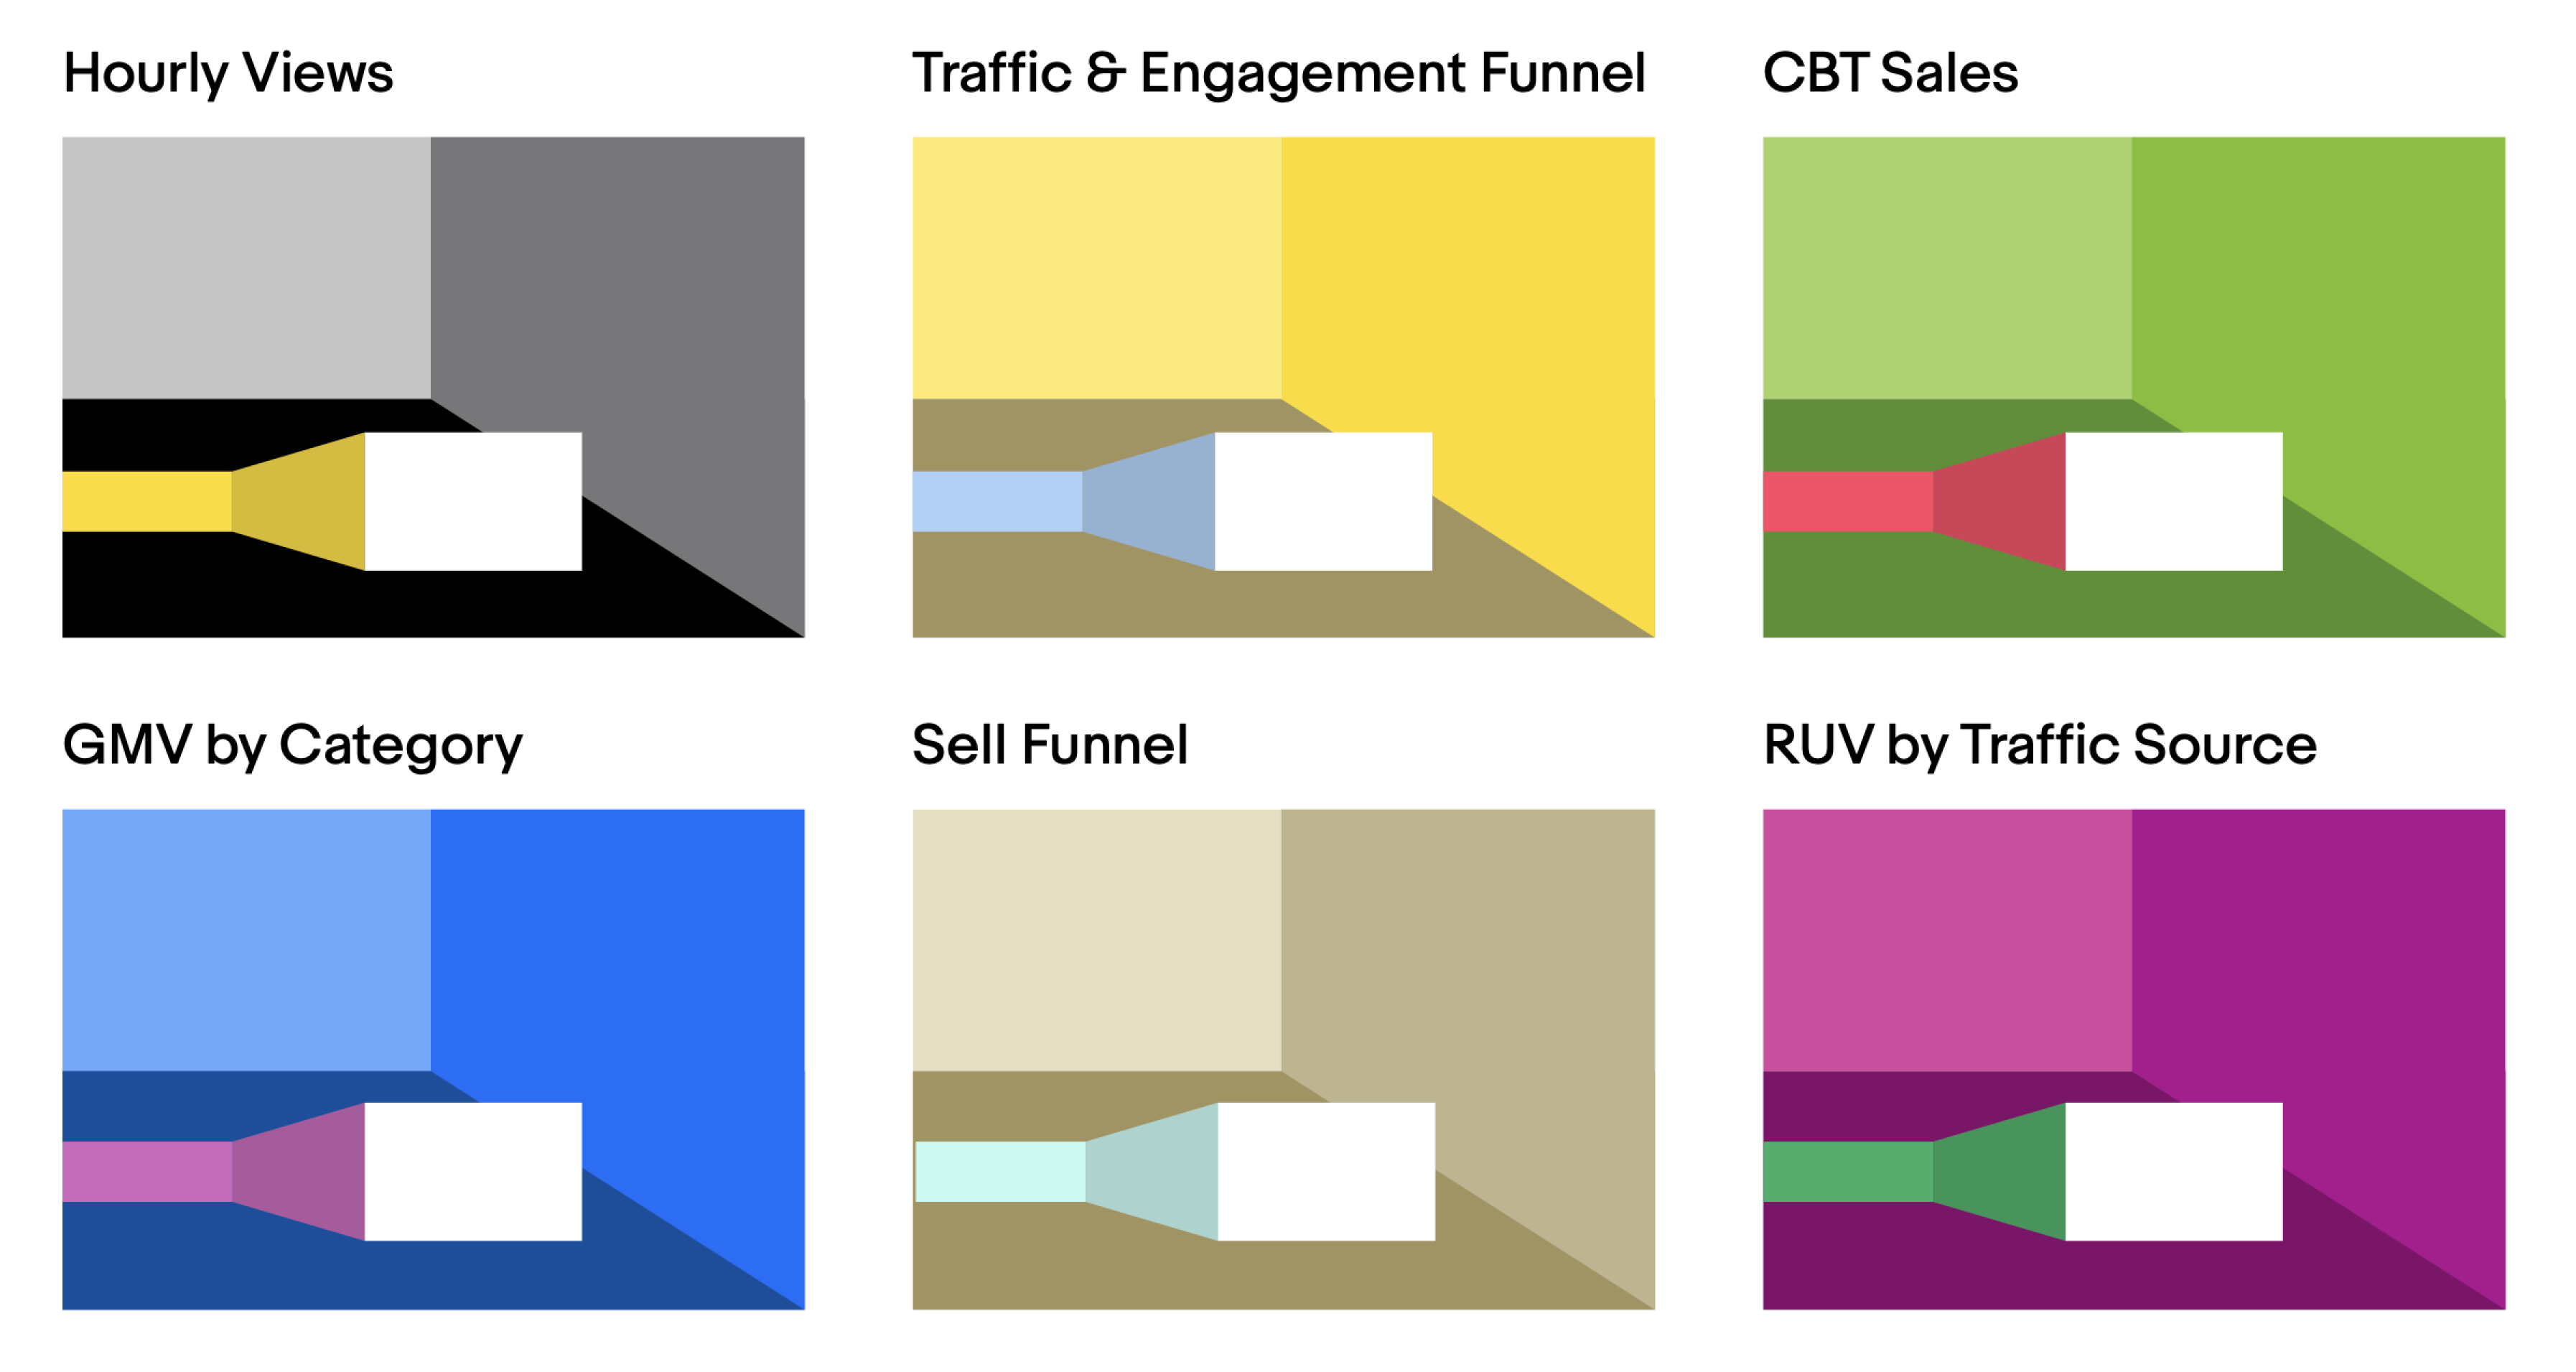 Hourly Views
Traffic & Engagement Funnel
CBT Sales
GMV by Category
Sell Funnel
RUV by Traffic Source